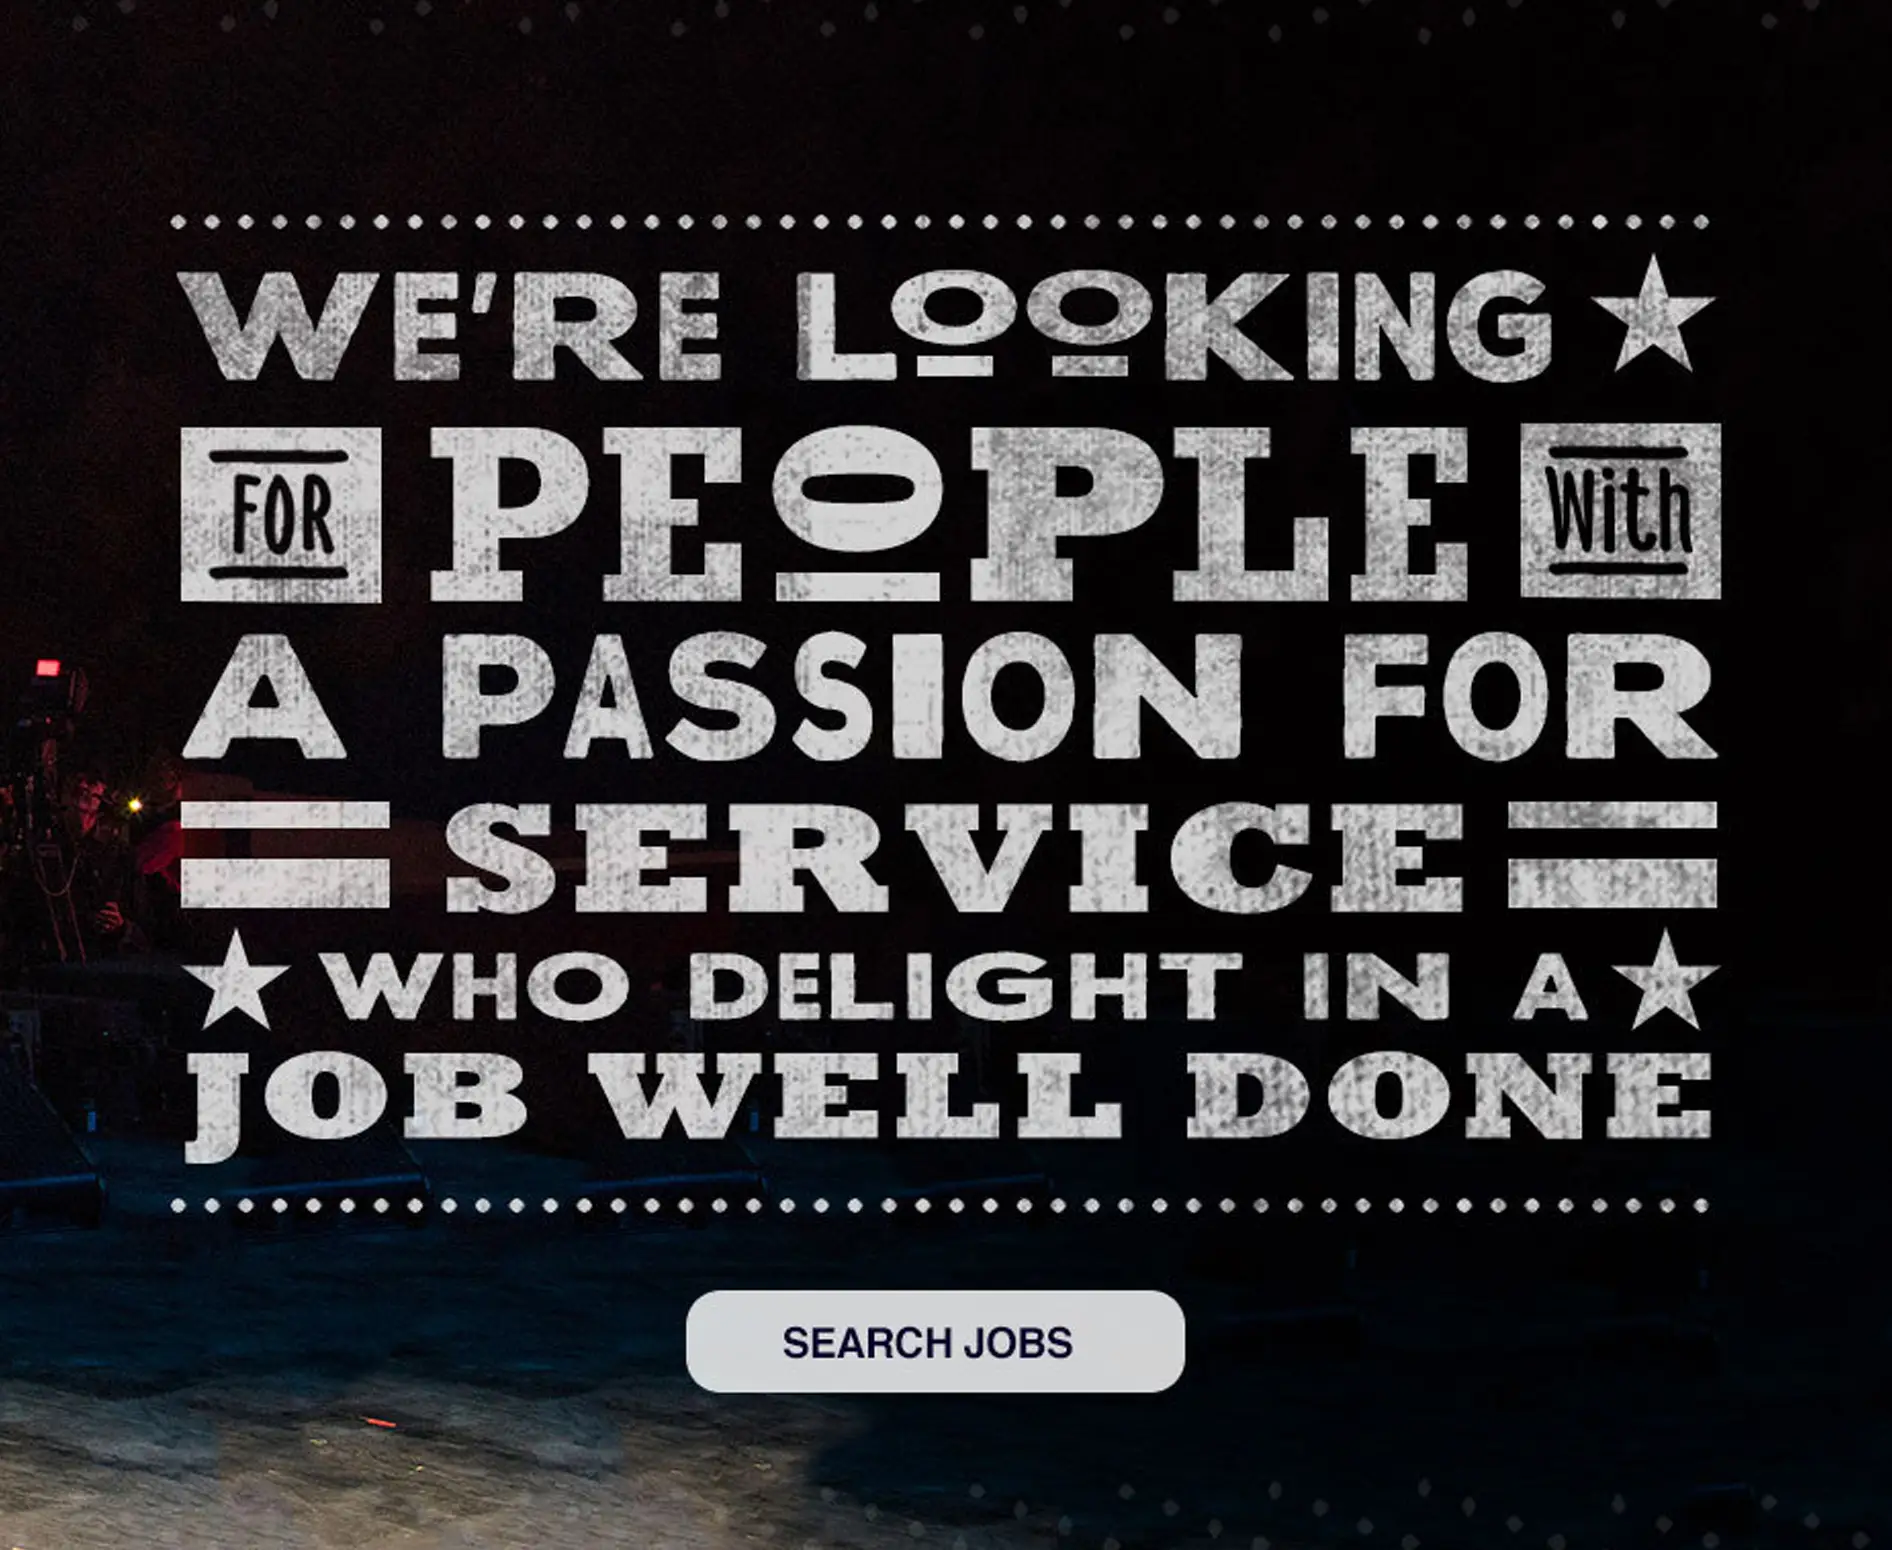 WE'RE LOOKING
FOR PEOPLE With
A PASSION FOR
SERVICE
WHO DELIGHT IN A
JOB WELL DONE
SEARCH JOBS